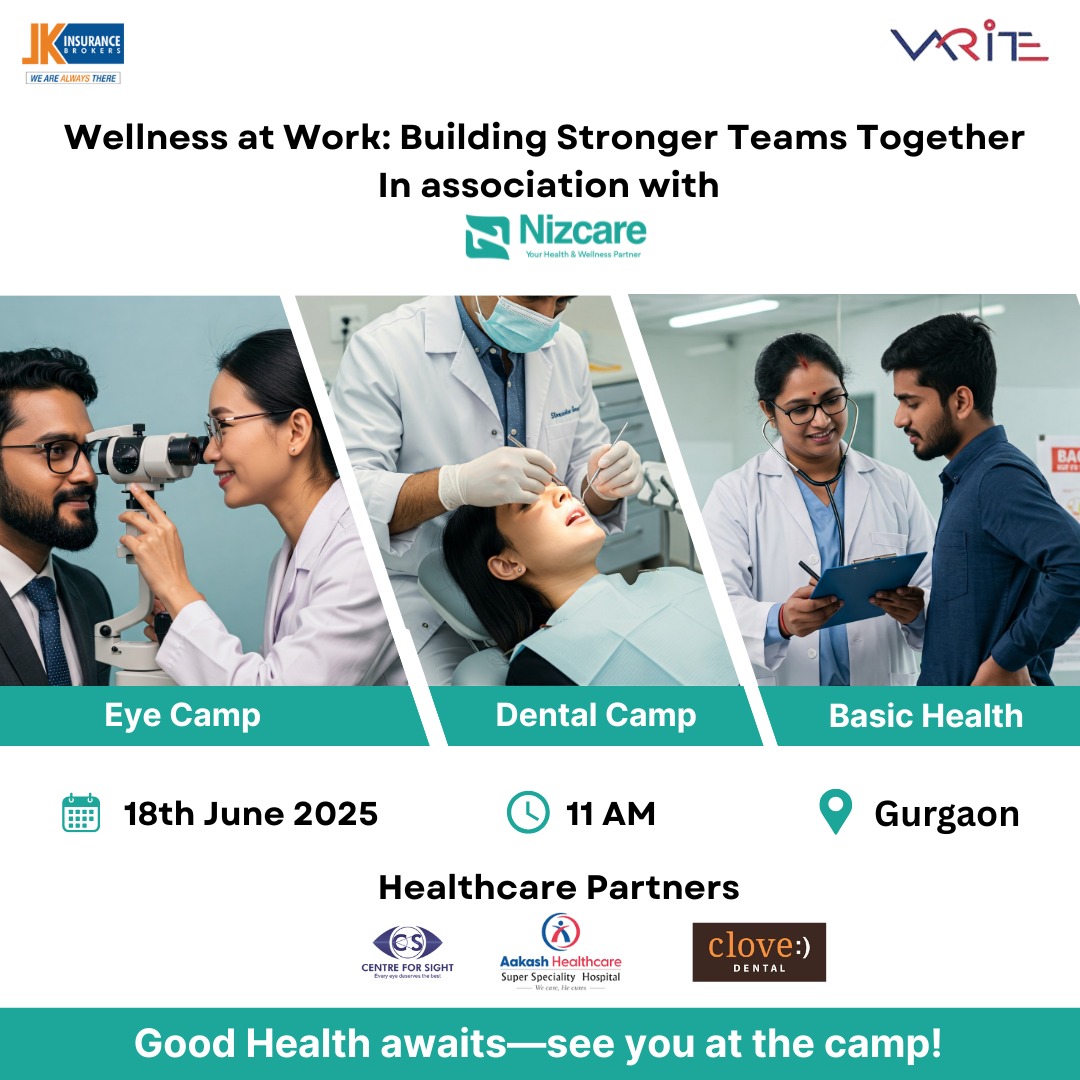 JK INSURANCE
BROKERS
WE ARE ALWAYS THERE
VARITE
Wellness at Work: Building Stronger Teams Together
In association with
Nizcare
Your Health & Wellness Partner
Eye Camp
Dental Camp
Basic Health
18th June 2025
11 AM
Gurgaon
Healthcare Partners
CS
CENTRE FOR SIGHT
Every eye deserves the best.
Aakash Healthcare
Super Speciality Hospital
We care, He cures
clove:)
DENTAL
Good Health awaits—see you at the camp!